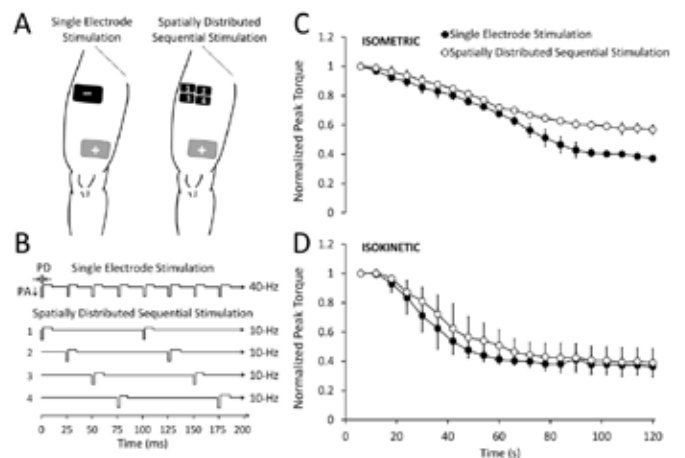 A
Single Electrode
Stimulation
Spatially Distributed
Sequential Stimulation
−
+
1 2
3 4
+
B
PD
Single Electrode Stimulation
PA↓
40-Hz
Spatially Distributed Sequential Stimulation
1
10-Hz
2
10-Hz
3
10-Hz
4
10-Hz
0 25 50 75 100 125 150 175 200
Time (ms)
C
ISOMETRIC
Single Electrode Stimulation
Spatially Distributed Sequential Stimulation
Normalized Peak Torque
1.2
1
0.8
0.6
0.4
0.2
D
ISOKINETIC
Normalized Peak Torque
1.2
1
0.8
0.6
0.4
0.2
0
0 20 40 60 80 100 120
Time (s)